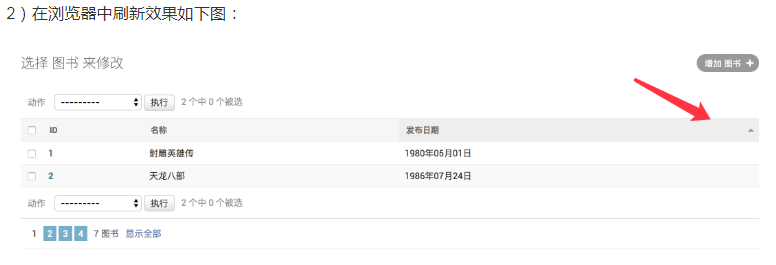 2）在浏览器中刷新效果如下图：
选择 图书 来修改
增加 图书 +
动作 --------- 执行 2 个中 0 个被选
ID 名称 发布日期
1 射雕英雄传 1980年05月01日
2 天龙八部 1986年07月24日
动作 --------- 执行 2 个中 0 个被选
1 2 3 4 7 图书 显示全部